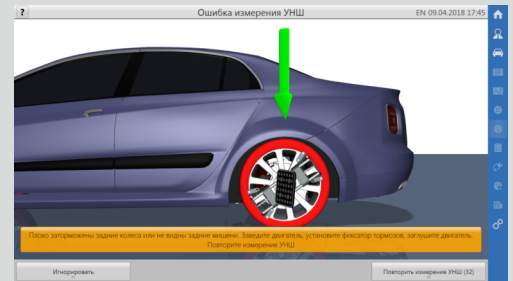 ?
Ошибка измерения УНШ
EN 09.04.2018 17:45
Плохо заторможены задние колеса или не видны задние мишени. Заведите двигатель, установите фиксатор тормозов, заглушите двигатель.
Повторите измерение УНШ
Игнорировать
Повторить измерение УНШ (32)